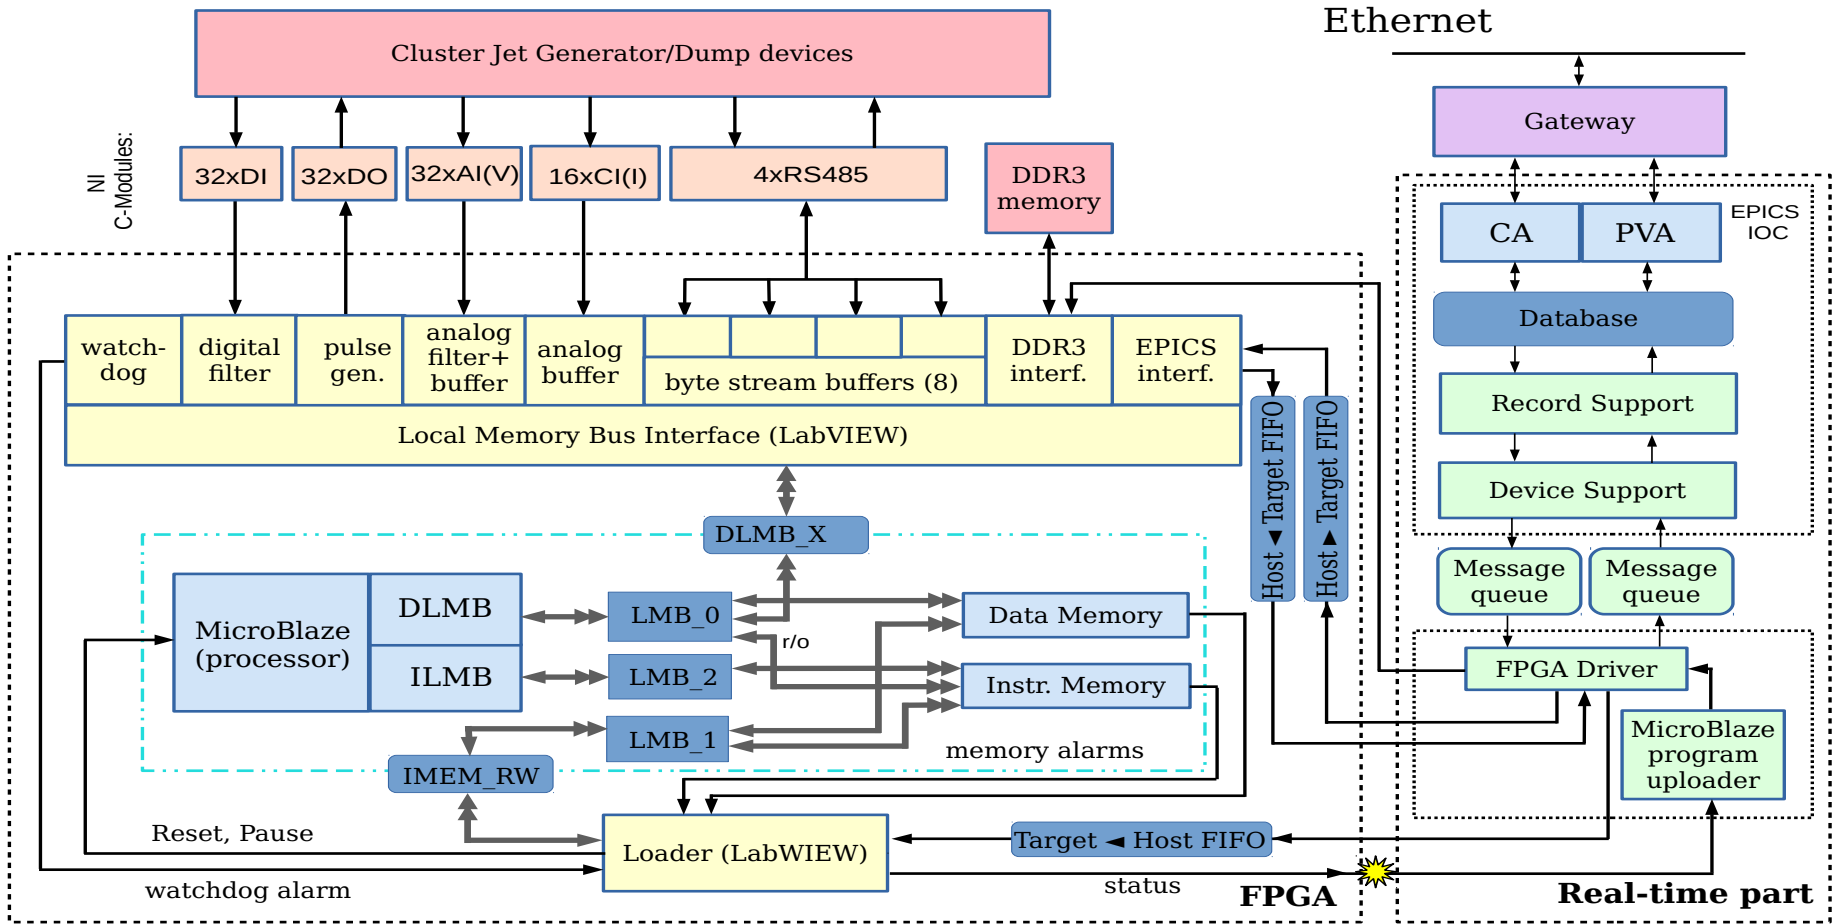 Ethernet
Cluster Jet Generator/Dump devices
Gateway
NI
C-Modules:
32xDI
32xDO
32xAI(V)
16xCI(I)
4xRS485
DDR3
memory
CA
PVA
EPICS
IOC
Database
watch-
dog
digital
filter
pulse
gen.
analog
filter+
buffer
analog
buffer
byte stream buffers (8)
DDR3
interf.
EPICS
interf.
Local Memory Bus Interface (LabVIEW)
Host ◄ Target FIFO
Host ► Target FIFO
Record Support
Device Support
Message
queue
Message
queue
DLMB_X
MicroBlaze
(processor)
DLMB
ILMB
LMB_0
LMB_2
LMB_1
r/o
Data Memory
Instr. Memory
memory alarms
IMEM_RW
FPGA Driver
MicroBlaze
program
uploader
Reset, Pause
Loader (LabWIEW)
Target ◄ Host FIFO
watchdog alarm
status
FPGA
Real-time part